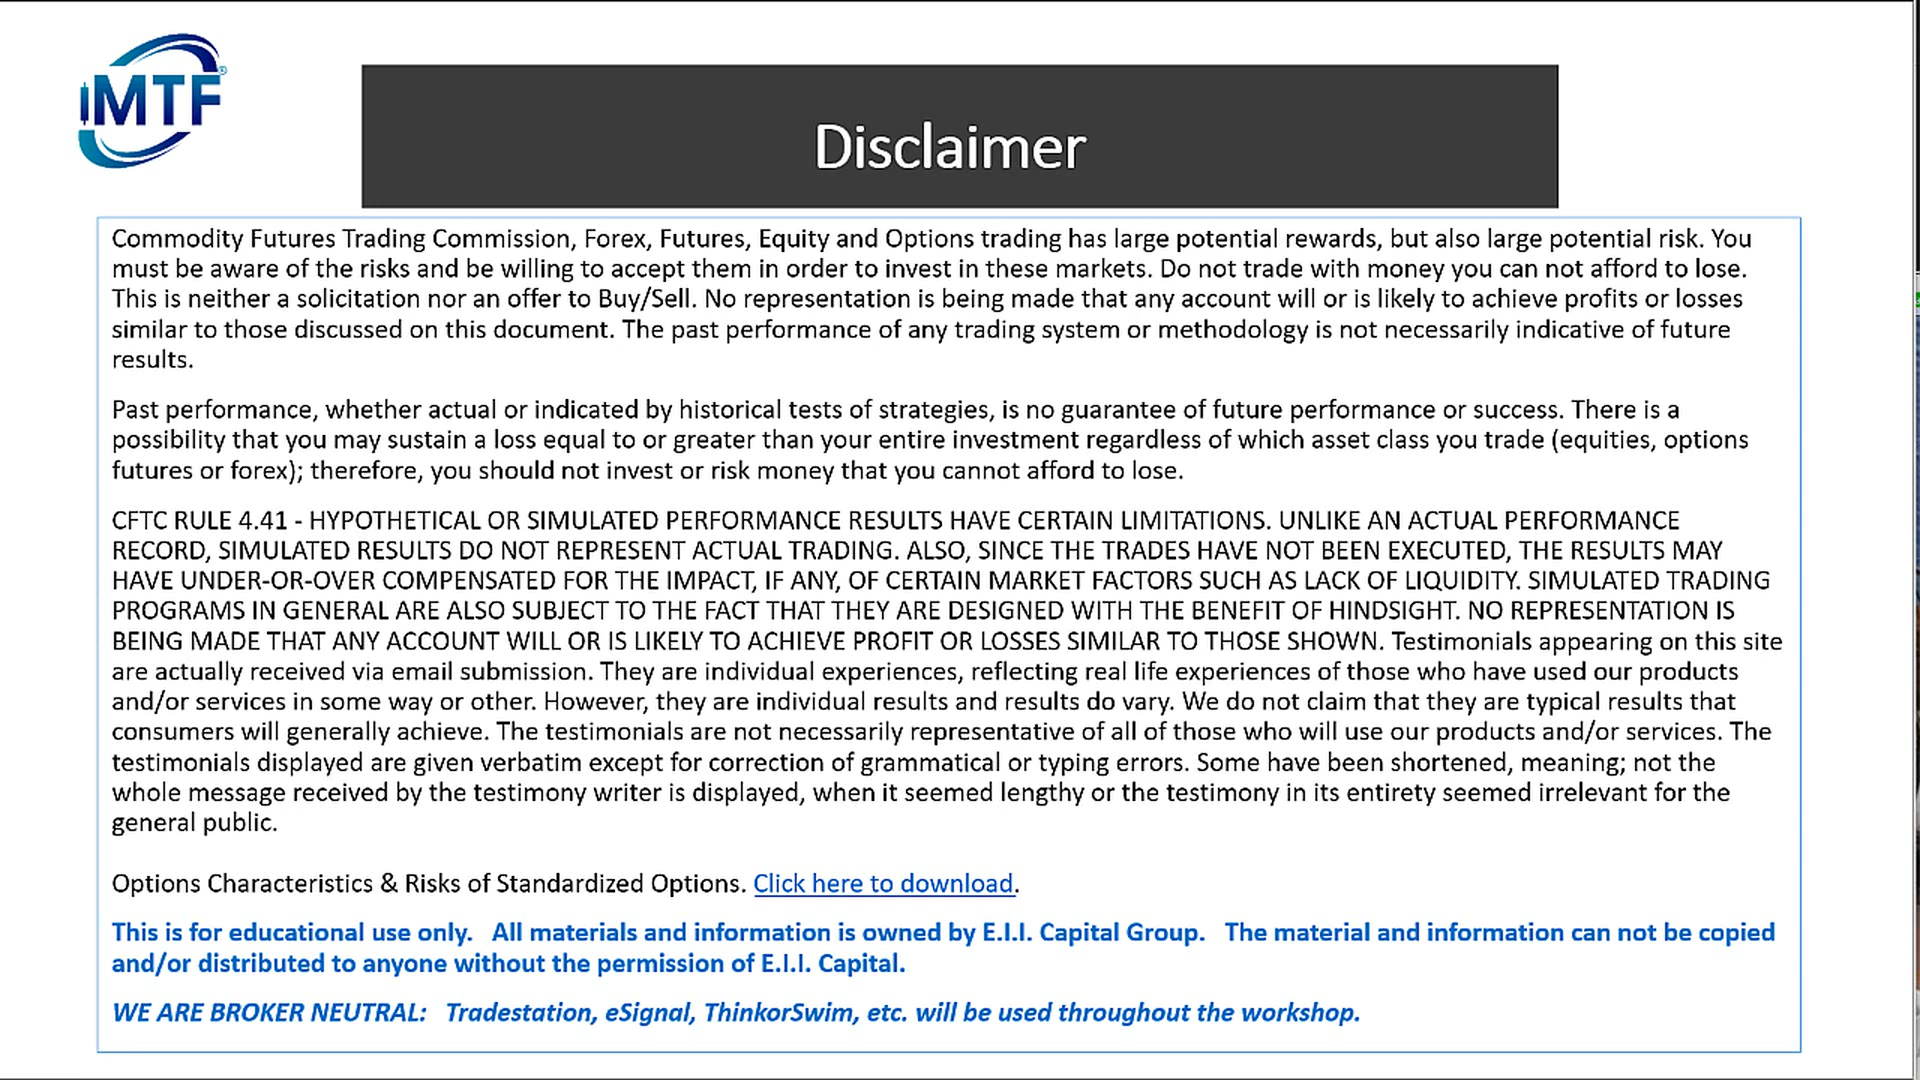 iMTF®
Disclaimer
Commodity Futures Trading Commission, Forex, Futures, Equity and Options trading has large potential rewards, but also large potential risk. You
must be aware of the risks and be willing to accept them in order to invest in these markets. Do not trade with money you can not afford to lose.
This is neither a solicitation nor an offer to Buy/Sell. No representation is being made that any account will or is likely to achieve profits or losses
similar to those discussed on this document. The past performance of any trading system or methodology is not necessarily indicative of future
results.
Past performance, whether actual or indicated by historical tests of strategies, is no guarantee of future performance or success. There is a
possibility that you may sustain a loss equal to or greater than your entire investment regardless of which asset class you trade (equities, options
futures or forex); therefore, you should not invest or risk money that you cannot afford to lose.
CFTC RULE 4.41 - HYPOTHETICAL OR SIMULATED PERFORMANCE RESULTS HAVE CERTAIN LIMITATIONS. UNLIKE AN ACTUAL PERFORMANCE
RECORD, SIMULATED RESULTS DO NOT REPRESENT ACTUAL TRADING. ALSO, SINCE THE TRADES HAVE NOT BEEN EXECUTED, THE RESULTS MAY
HAVE UNDER-OR-OVER COMPENSATED FOR THE IMPACT, IF ANY, OF CERTAIN MARKET FACTORS SUCH AS LACK OF LIQUIDITY. SIMULATED TRADING
PROGRAMS IN GENERAL ARE ALSO SUBJECT TO THE FACT THAT THEY ARE DESIGNED WITH THE BENEFIT OF HINDSIGHT. NO REPRESENTATION IS
BEING MADE THAT ANY ACCOUNT WILL OR IS LIKELY TO ACHIEVE PROFIT OR LOSSES SIMILAR TO THOSE SHOWN. Testimonials appearing on this site
are actually received via email submission. They are individual experiences, reflecting real life experiences of those who have used our products
and/or services in some way or other. However, they are individual results and results do vary. We do not claim that they are typical results that
consumers will generally achieve. The testimonials are not necessarily representative of all of those who will use our products and/or services. The
testimonials displayed are given verbatim except for correction of grammatical or typing errors. Some have been shortened, meaning; not the
whole message received by the testimony writer is displayed, when it seemed lengthy or the testimony in its entirety seemed irrelevant for the
general public.
Options Characteristics & Risks of Standardized Options. Click here to download.
This is for educational use only. All materials and information is owned by E.I.I. Capital Group. The material and information can not be copied
and/or distributed to anyone without the permission of E.I.I. Capital.
WE ARE BROKER NEUTRAL: Tradestation, eSignal, ThinkorSwim, etc. will be used throughout the workshop.